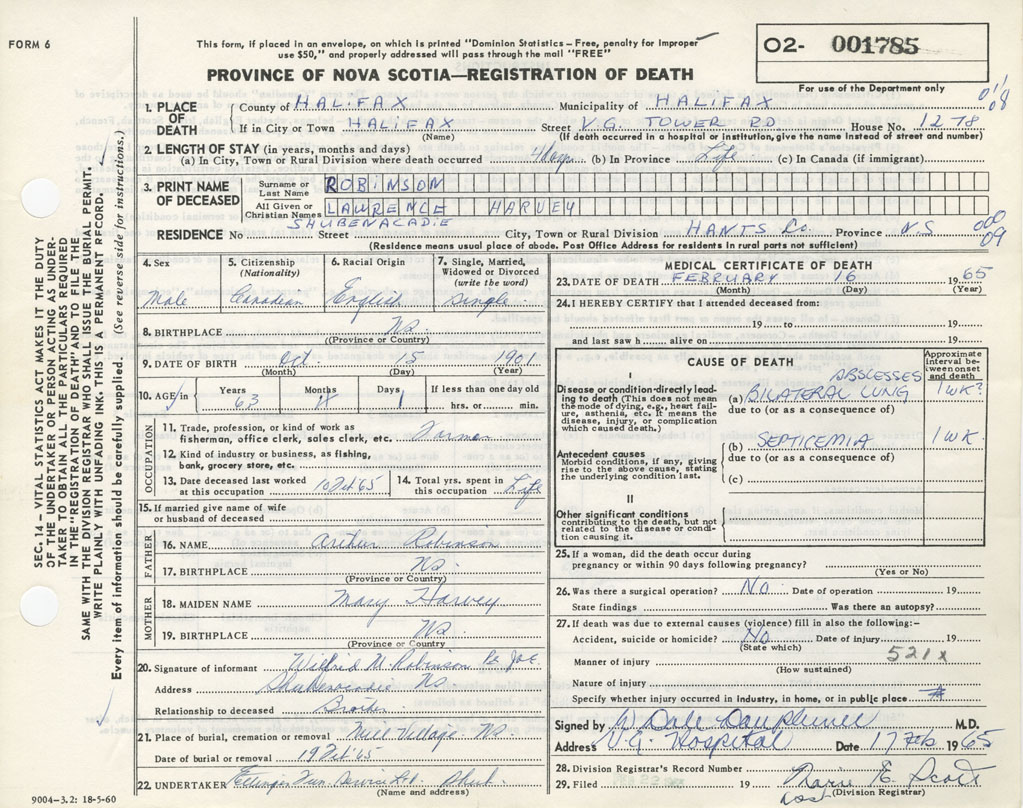 FORM 6
This form, if placed in an envelope, on which is printed "Dominion Statistics – Free, penalty for improper
use $50," and properly addressed will pass through the mail "FREE"
02- 001785
For use of the Department only
PROVINCE OF NOVA SCOTIA—REGISTRATION OF DEATH
1. PLACE OF DEATH
County of HALIFAX Municipality of HALIFAX
If in City or Town HALIFAX Street V.G. TOWER RD House No. 1278
(Name) (If death occurred in a hospital or institution, give the name instead of street and number)
2. LENGTH OF STAY (in years, months and days)
(a) In City, Town or Rural Division where death occurred (b) In Province Life (c) In Canada (if immigrant)
3. PRINT NAME OF DECEASED
Surname or Last Name ROBINSON
All Given or Christian Names LAWRENCE HARVEY
SHUBENACADIE
RESIDENCE No. Street City, Town or Rural Division HANTS Co. Province N.S
(Residence means usual place of abode. Post Office Address for residents in rural parts not sufficient)
4. Sex
Male
5. Citizenship (Nationality)
Canadian
6. Racial Origin
English
7. Single, Married, Widowed or Divorced (write the word)
Single
8. BIRTHPLACE NS
(Province or Country)
9. DATE OF BIRTH Oct. 15 1901
(Month) (Day) (Year)
10. AGE in Years Months Days If less than one day old
63 1 hrs. or min.
OCCUPATION
11. Trade, profession, or kind of work as
fisherman, office clerk, sales clerk, etc.
12. Kind of industry or business, as fishing,
bank, grocery store, etc.
13. Date deceased last worked at this occupation 10 Feb '65
14. Total yrs. spent in this occupation Life
15. If married give name of wife
or husband of deceased
FATHER
16. NAME Arthur Robinson
17. BIRTHPLACE NS
(Province or Country)
MOTHER
18. MAIDEN NAME Mary Harvey
19. BIRTHPLACE NS
(Province or Country)
20. Signature of informant Wilfrid M. Robinson
Address Shubenacadie NS
Relationship to deceased Brother
21. Place of burial, cremation or removal Village NS
Date of burial or removal 19 Feb '65
22. UNDERTAKER
(Name and address)
9004—3.2: 18-5-60
MEDICAL CERTIFICATE OF DEATH
23. DATE OF DEATH FEBRUARY 16 1965
(Month) (Day) (Year)
24. I HEREBY CERTIFY that I attended deceased from:
19 to 19
and last saw h alive on 19
CAUSE OF DEATH
Approximate interval between onset and death
I
Disease or condition directly leading to death (This does not mean the mode of dying, e.g., heart failure, asthenia, etc. It means the disease, injury, or complication which caused death.)
ABSCESSES
(a) BILATERAL LUNG 1 WK?
due to (or as a consequence of)
Antecedent causes
Morbid conditions, if any, giving rise to the above cause, stating the underlying condition last.
(b) SEPTICEMIA 1 WK.
due to (or as a consequence of)
(c)
II
Other significant conditions
contributing to the death, but not related to the disease or condition causing it.
25. If a woman, did the death occur during
pregnancy or within 90 days following pregnancy?
(Yes or No)
26. Was there a surgical operation? NO Date of operation 19
State findings Was there an autopsy?
27. If death was due to external causes (violence) fill in also the following:—
Accident, suicide or homicide? NO Date of injury 19
(State which)
521x
Manner of injury
(How sustained)
Nature of injury
Specify whether injury occurred in industry, in home, or in public place
Signed by W Dale M.D.
Address V.G. Hospital Date 17 Feb 1965
28. Division Registrar's Record Number
29. Filed 19 Marie E. Scott
(Division Registrar)
SEC. 14 – VITAL STATISTICS ACT MAKES IT THE DUTY
OF THE UNDERTAKER OR PERSON ACTING AS UNDERTAKER TO OBTAIN ALL THE PARTICULARS REQUIRED
IN THE "REGISTRATION OF DEATH" AND TO FILE THE
SAME WITH THE DIVISION REGISTRAR WHO SHALL ISSUE THE BURIAL PERMIT.
WRITE PLAINLY WITH UNFADING INK. THIS IS A PERMANENT RECORD.
Every item of information should be carefully supplied. (See reverse side for instructions.)